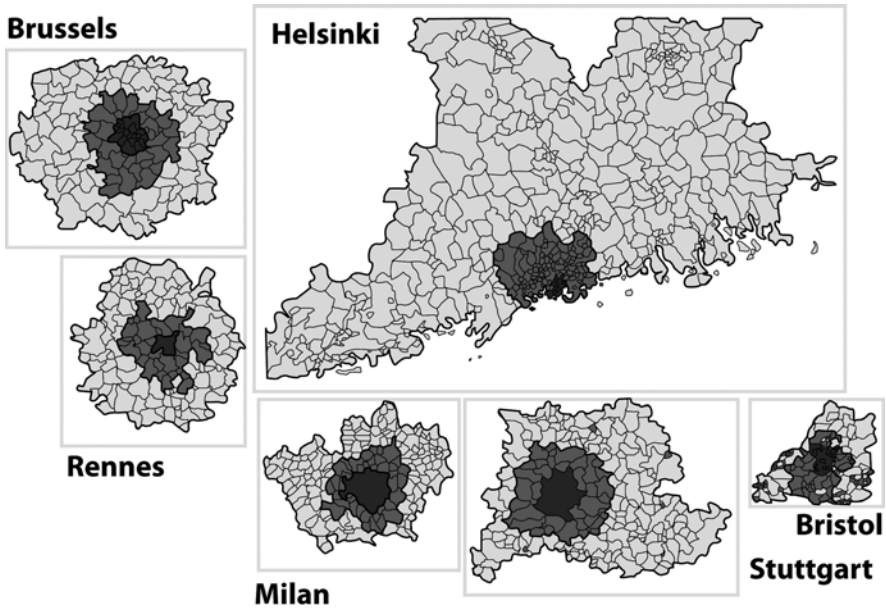 Brussels
Helsinki
Rennes
Milan
Bristol
Stuttgart